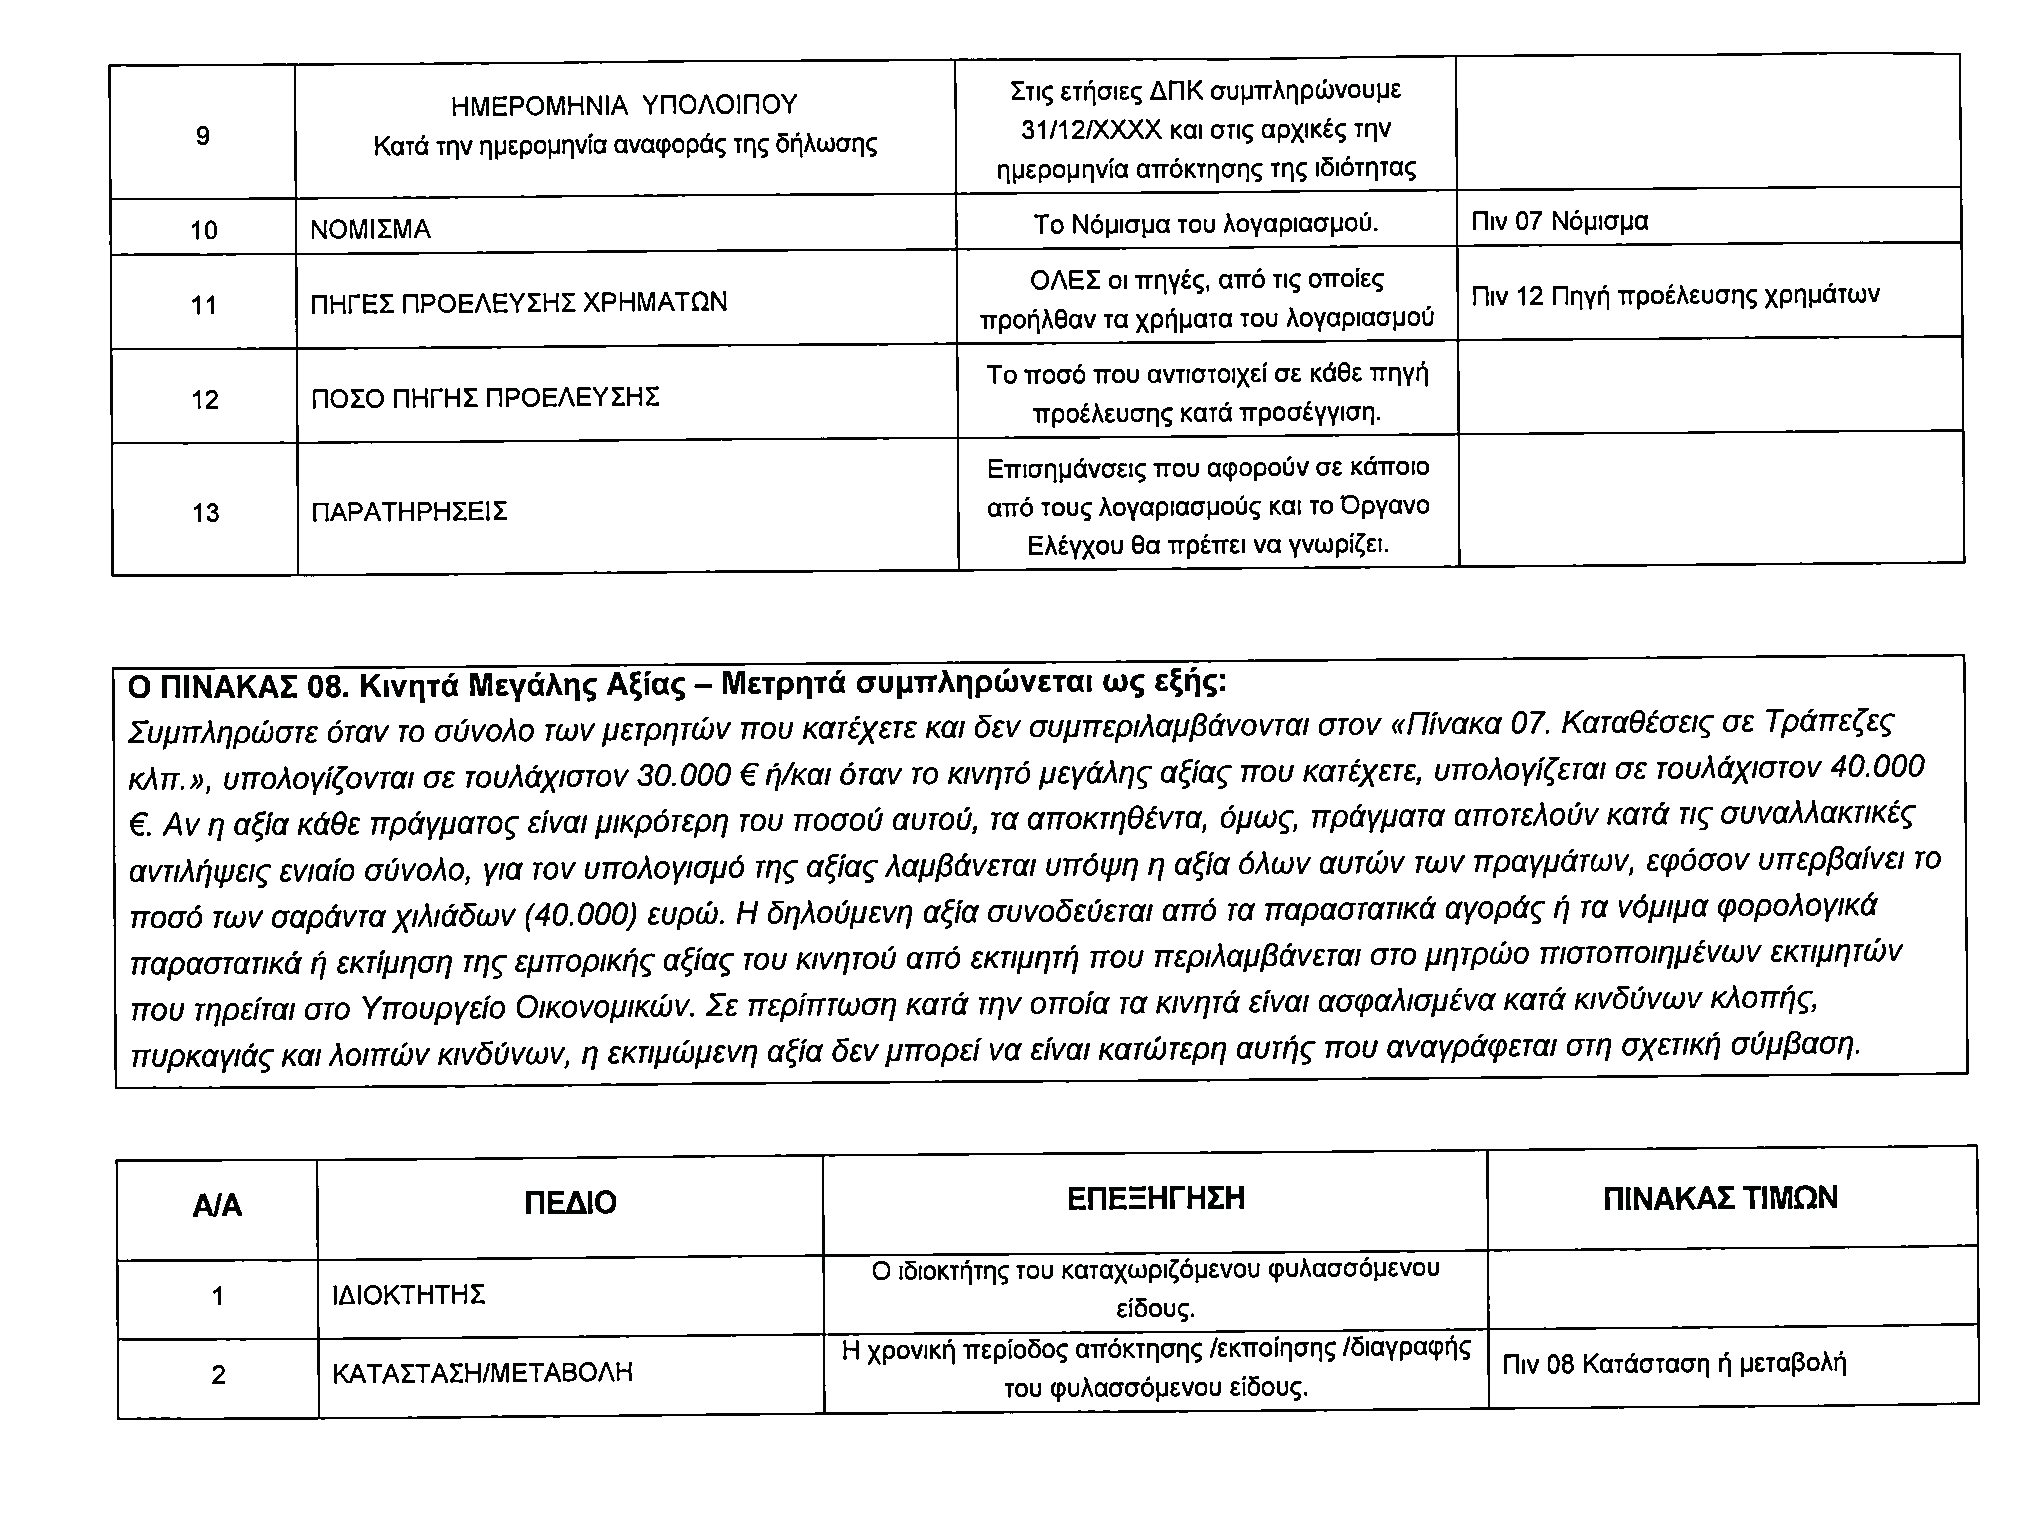 9
ΗΜΕΡΟΜΗΝΙΑ ΥΠΟΛΟΙΠΟΥ
Κατά την ημερομηνία αναφοράς της δήλωσης
Στις ετήσιες ΔΠΚ συμπληρώνουμε
31/12/ΧΧΧΧ και στις αρχικές την
ημερομηνία απόκτησης της ιδιότητας
10
ΝΟΜΙΣΜΑ
Το Νόμισμα του λογαριασμού.
Πιν 07 Νόμισμα
11
ΠΗΓΕΣ ΠΡΟΕΛΕΥΣΗΣ ΧΡΗΜΑΤΩΝ
ΟΛΕΣ οι πηγές, από τις οποίες
προήλθαν τα χρήματα του λογαριασμού
Πιν 12 Πηγή προέλευσης χρημάτων
12
ΠΟΣΟ ΠΗΓΗΣ ΠΡΟΕΛΕΥΣΗΣ
Το ποσό που αντιστοιχεί σε κάθε πηγή
προέλευσης κατά προσέγγιση.
13
ΠΑΡΑΤΗΡΗΣΕΙΣ
Επισημάνσεις που αφορούν σε κάποιο
από τους λογαριασμούς και το Όργανο
Ελέγχου θα πρέπει να γνωρίζει.
Ο ΠΙΝΑΚΑΣ 08. Κινητά Μεγάλης Αξίας – Μετρητά συμπληρώνεται ως εξής:
Συμπληρώστε όταν το σύνολο των μετρητών που κατέχετε και δεν συμπεριλαμβάνονται στον «Πίνακα 07. Καταθέσεις σε Τράπεζες
κλπ.», υπολογίζονται σε τουλάχιστον 30.000 € ή/και όταν το κινητό μεγάλης αξίας που κατέχετε, υπολογίζεται σε τουλάχιστον 40.000
€. Αν η αξία κάθε πράγματος είναι μικρότερη του ποσού αυτού, τα αποκτηθέντα, όμως, πράγματα αποτελούν κατά τις συναλλακτικές
αντιλήψεις ενιαίο σύνολο, για τον υπολογισμό της αξίας λαμβάνεται υπόψη η αξία όλων αυτών των πραγμάτων, εφόσον υπερβαίνει το
ποσό των σαράντα χιλιάδων (40.000) ευρώ. Η δηλούμενη αξία συνοδεύεται από τα παραστατικά αγοράς ή τα νόμιμα φορολογικά
παραστατικά ή εκτίμηση της εμπορικής αξίας του κινητού από εκτιμητή που περιλαμβάνεται στο μητρώο πιστοποιημένων εκτιμητών
που τηρείται στο Υπουργείο Οικονομικών. Σε περίπτωση κατά την οποία τα κινητά είναι ασφαλισμένα κατά κινδύνων κλοπής,
πυρκαγιάς και λοιπών κινδύνων, η εκτιμώμενη αξία δεν μπορεί να είναι κατώτερη αυτής που αναγράφεται στη σχετική σύμβαση.
Α/Α
ΠΕΔΙΟ
ΕΠΕΞΗΓΗΣΗ
ΠΙΝΑΚΑΣ ΤΙΜΩΝ
1
ΙΔΙΟΚΤΗΤΗΣ
Ο ιδιοκτήτης του καταχωριζόμενου φυλασσόμενου
είδους.
2
ΚΑΤΑΣΤΑΣΗ/ΜΕΤΑΒΟΛΗ
Η χρονική περίοδος απόκτησης /εκποίησης /διαγραφής
του φυλασσόμενου είδους.
Πιν 08 Κατάσταση ή μεταβολή